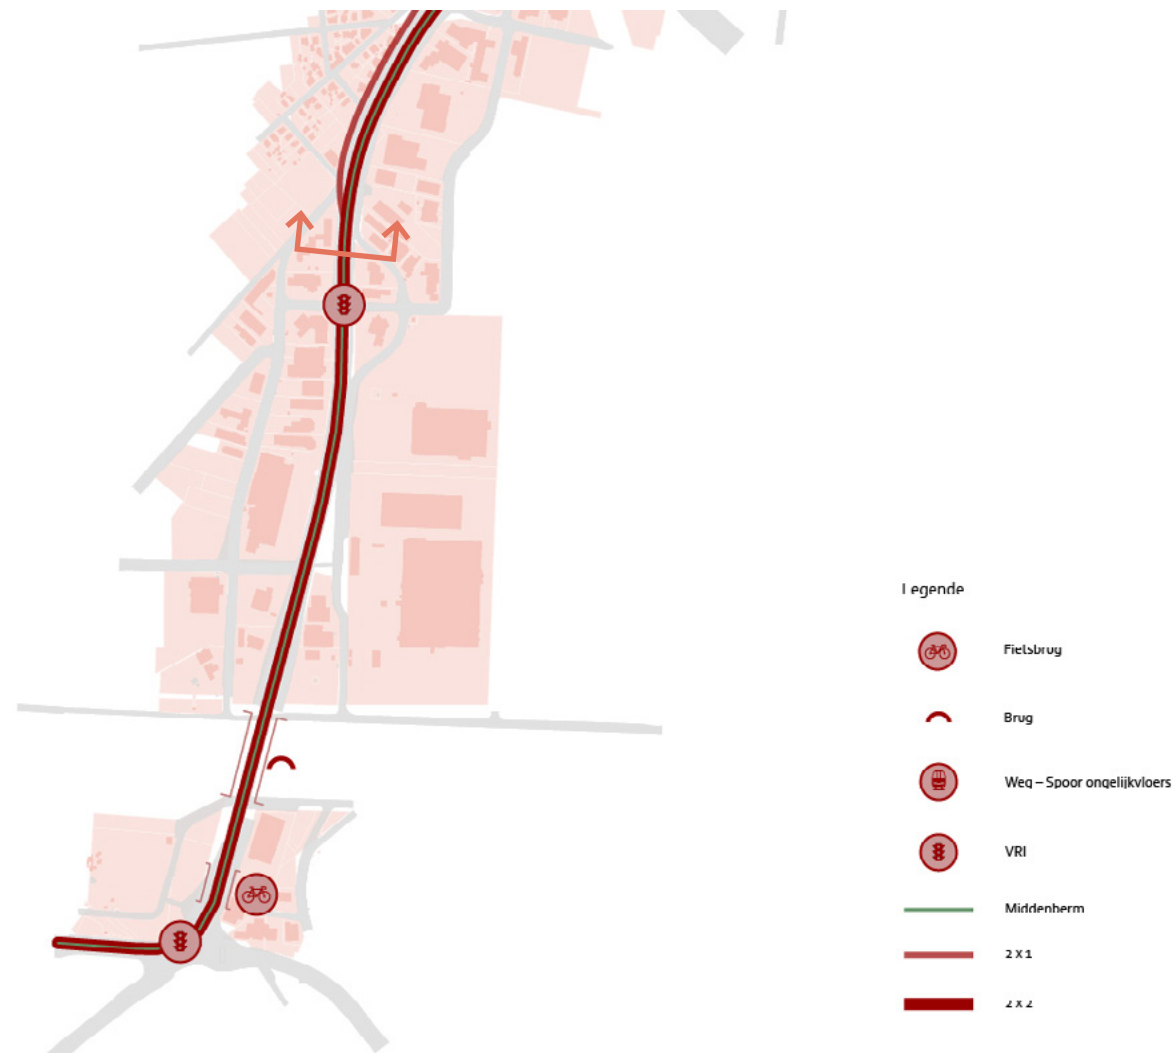 Legende
Fietsbrug
Brug
Weg – Spoor ongelijkvloers
VRI
Middenberm
2 x 1
2 x 2